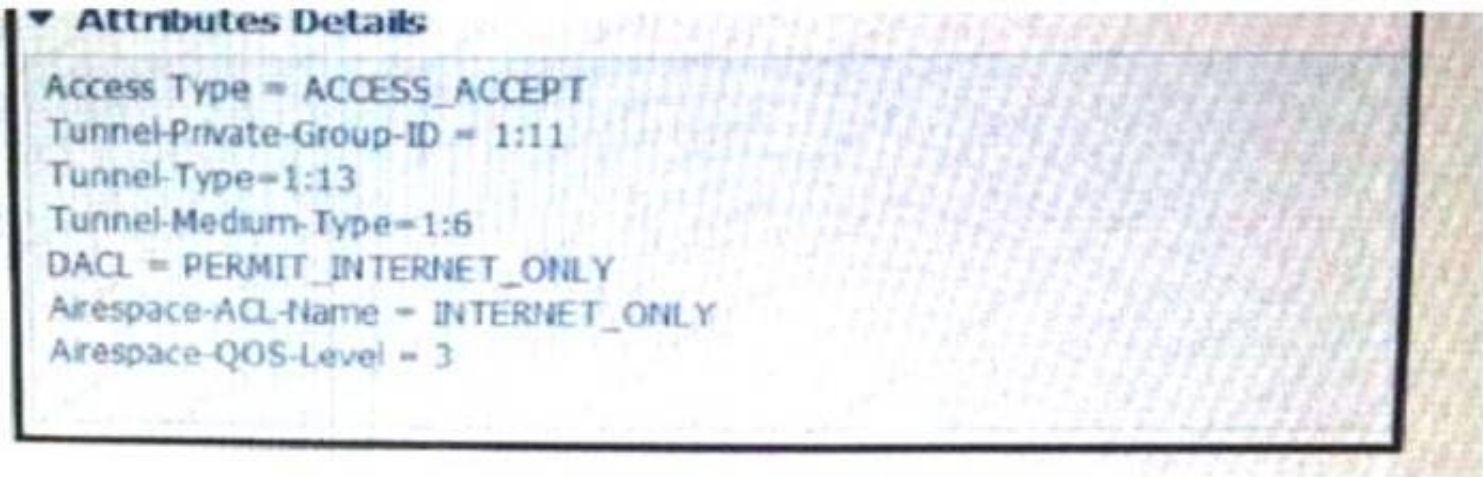 Attributes Details
Access Type = ACCESS_ACCEPT
Tunnel-Private-Group-ID = 1:11
Tunnel-Type=1:13
Tunnel-Medium-Type=1:6
DACL = PERMIT_INTERNET_ONLY
Airespace-ACL-Name = INTERNET_ONLY
Airespace-QOS-Level = 3